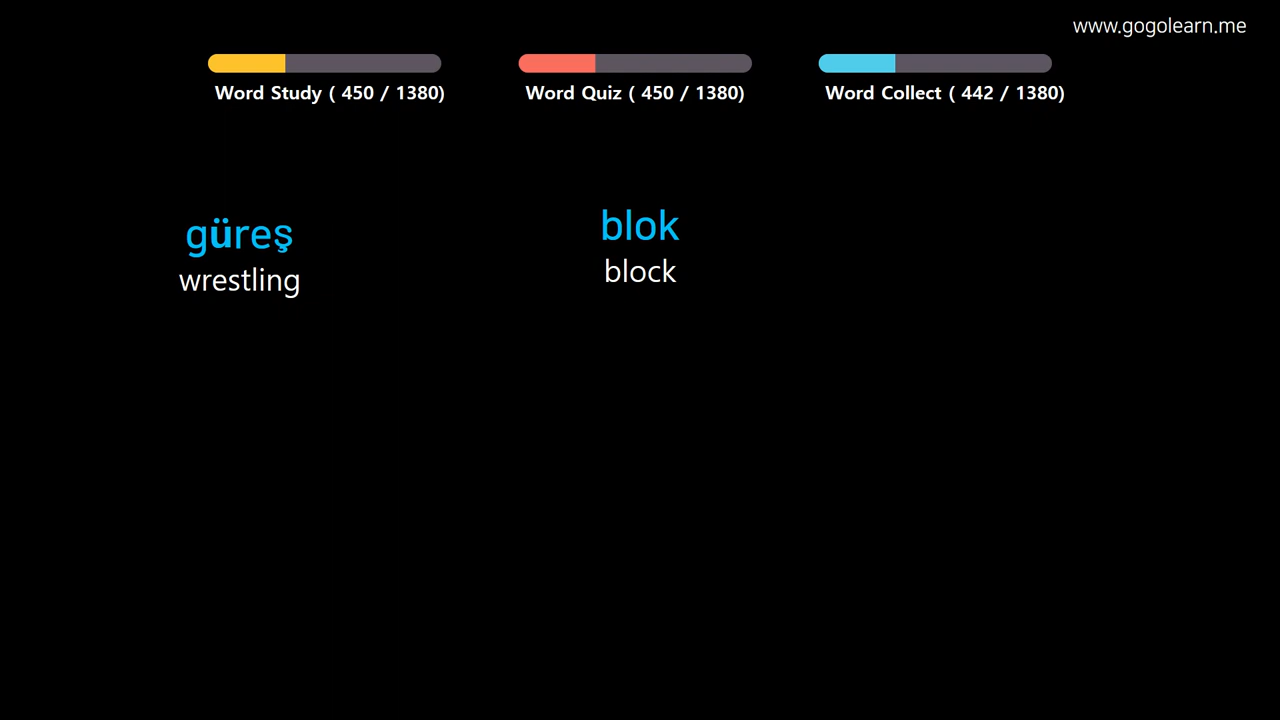 www.gogolearn.me
Word Study ( 450 / 1380)
Word Quiz ( 450 / 1380)
Word Collect ( 442 / 1380)
güreş
wrestling
blok
block